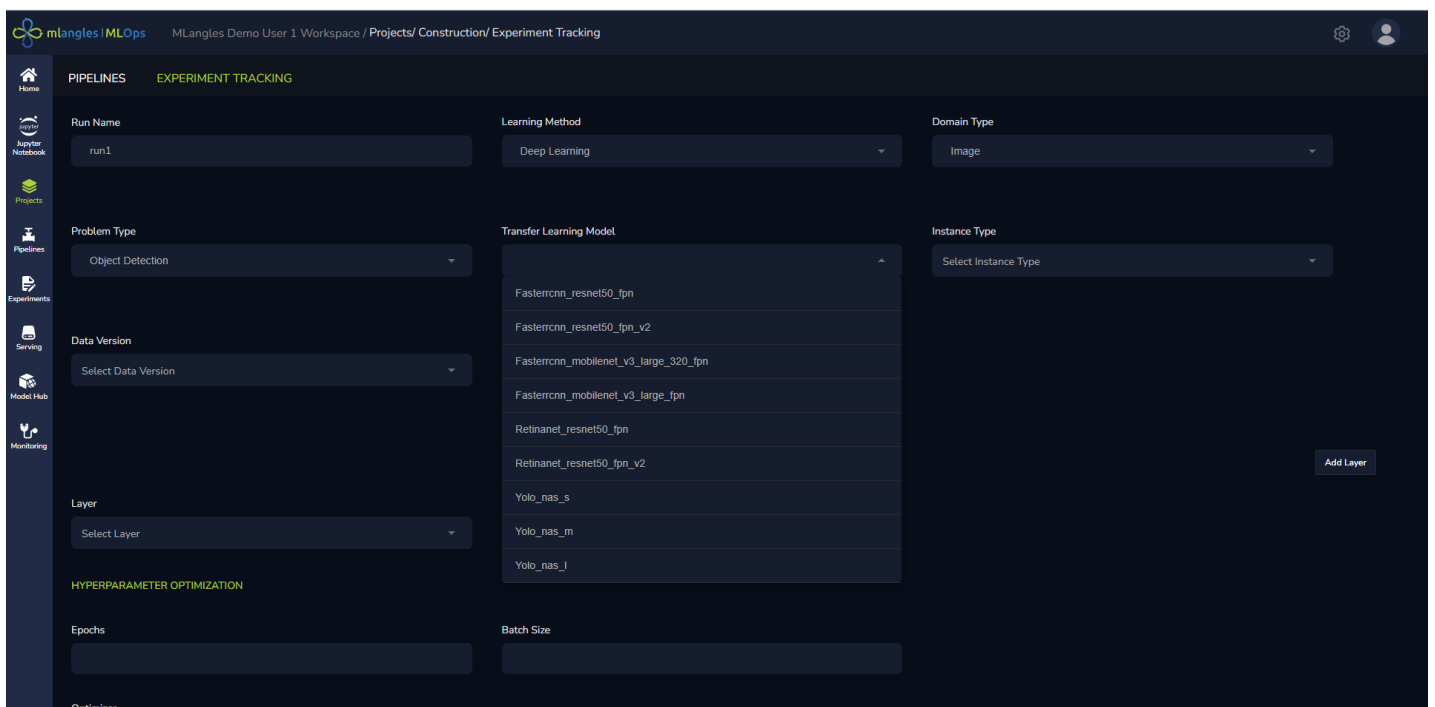 mlangles|MLOps
MLangles Demo User 1 Workspace / Projects/ Construction/ Experiment Tracking
Home
Jupyter
Jupyter Notebook
Projects
Pipelines
Experiments
Serving
Model Hub
Monitoring
PIPELINES
EXPERIMENT TRACKING
Run Name
run1
Learning Method
Deep Learning
Domain Type
Image
Problem Type
Object Detection
Transfer Learning Model
Fasterrcnn_resnet50_fpn
Fasterrcnn_resnet50_fpn_v2
Fasterrcnn_mobilenet_v3_large_320_fpn
Fasterrcnn_mobilenet_v3_large_fpn
Retinanet_resnet50_fpn
Retinanet_resnet50_fpn_v2
Yolo_nas_s
Yolo_nas_m
Yolo_nas_l
Instance Type
Select Instance Type
Data Version
Select Data Version
Add Layer
Layer
Select Layer
HYPERPARAMETER OPTIMIZATION
Epochs
Batch Size